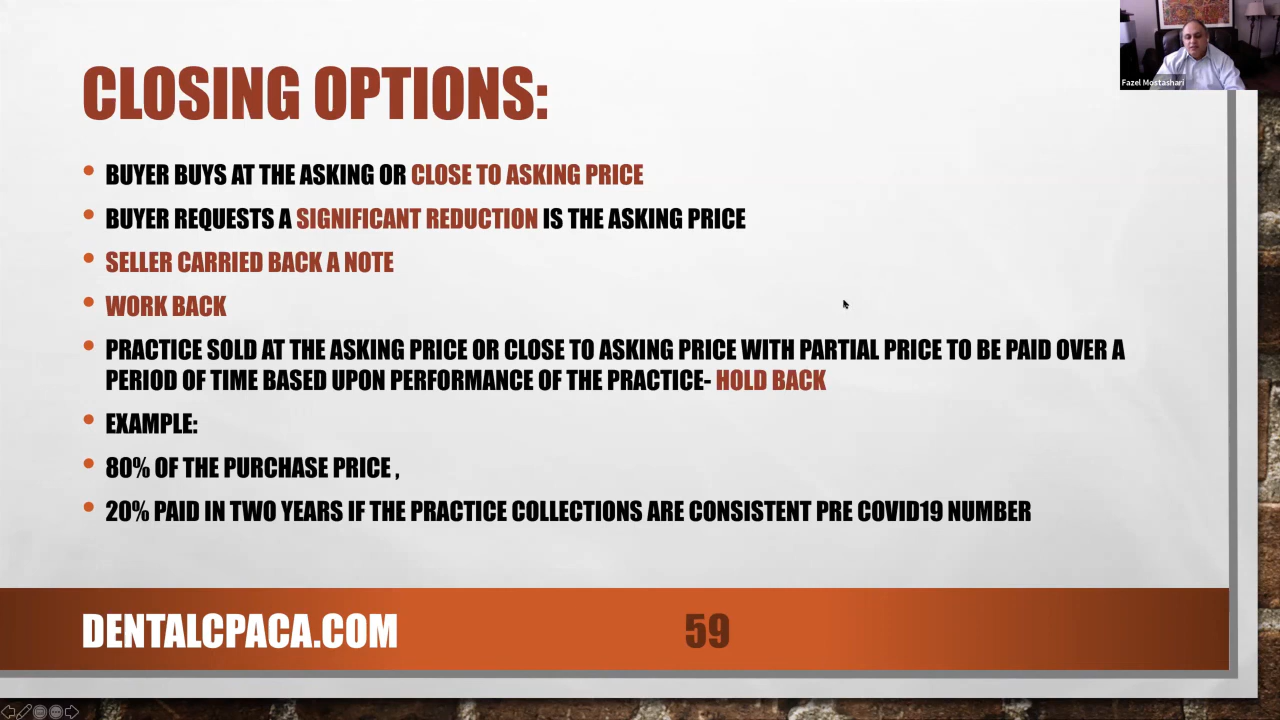 Fazel Mostashari
CLOSING OPTIONS:
• BUYER BUYS AT THE ASKING OR CLOSE TO ASKING PRICE
• BUYER REQUESTS A SIGNIFICANT REDUCTION IS THE ASKING PRICE
• SELLER CARRIED BACK A NOTE
• WORK BACK
• PRACTICE SOLD AT THE ASKING PRICE OR CLOSE TO ASKING PRICE WITH PARTIAL PRICE TO BE PAID OVER A
PERIOD OF TIME BASED UPON PERFORMANCE OF THE PRACTICE- HOLD BACK
• EXAMPLE:
• 80% OF THE PURCHASE PRICE ,
• 20% PAID IN TWO YEARS IF THE PRACTICE COLLECTIONS ARE CONSISTENT PRE COVID19 NUMBER
DENTALCPACA.COM
59